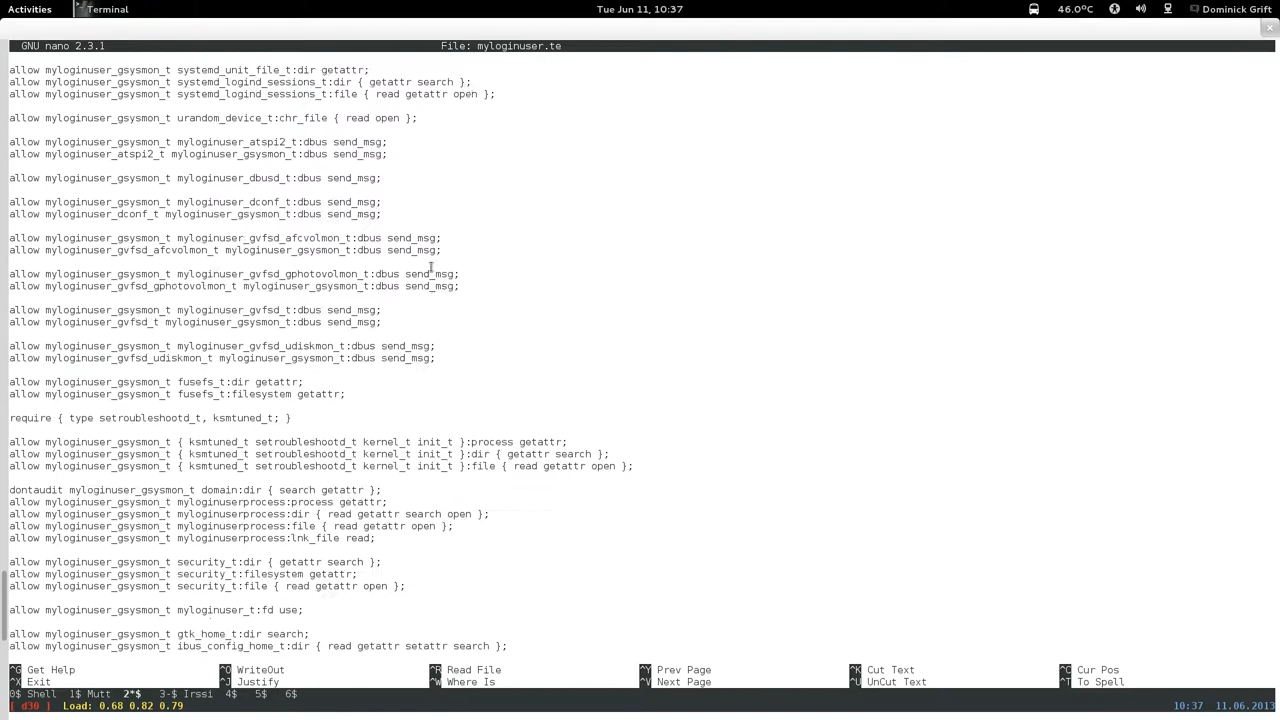 Activities Terminal Tue Jun 11, 10:37 46.0°C Dominick Grift
GNU nano 2.3.1 File: myloginuser.te
allow myloginuser_gsysmon_t systemd_unit_file_t:dir getattr;
allow myloginuser_gsysmon_t systemd_logind_sessions_t:dir { getattr search };
allow myloginuser_gsysmon_t systemd_logind_sessions_t:file { read getattr open };
allow myloginuser_gsysmon_t urandom_device_t:chr_file { read open };
allow myloginuser_gsysmon_t myloginuser_atspi2_t:dbus send_msg;
allow myloginuser_atspi2_t myloginuser_gsysmon_t:dbus send_msg;
allow myloginuser_gsysmon_t myloginuser_dbusd_t:dbus send_msg;
allow myloginuser_gsysmon_t myloginuser_dconf_t:dbus send_msg;
allow myloginuser_dconf_t myloginuser_gsysmon_t:dbus send_msg;
allow myloginuser_gsysmon_t myloginuser_gvfsd_afcvolmon_t:dbus send_msg;
allow myloginuser_gvfsd_afcvolmon_t myloginuser_gsysmon_t:dbus send_msg;
allow myloginuser_gsysmon_t myloginuser_gvfsd_gphotovolmon_t:dbus send_msg;
allow myloginuser_gvfsd_gphotovolmon_t myloginuser_gsysmon_t:dbus send_msg;
allow myloginuser_gsysmon_t myloginuser_gvfsd_t:dbus send_msg;
allow myloginuser_gvfsd_t myloginuser_gsysmon_t:dbus send_msg;
allow myloginuser_gsysmon_t myloginuser_gvfsd_udiskmon_t:dbus send_msg;
allow myloginuser_gvfsd_udiskmon_t myloginuser_gsysmon_t:dbus send_msg;
allow myloginuser_gsysmon_t fusefs_t:dir getattr;
allow myloginuser_gsysmon_t fusefs_t:filesystem getattr;
require { type setroubleshootd_t, ksmtuned_t; }
allow myloginuser_gsysmon_t { ksmtuned_t setroubleshootd_t kernel_t init_t }:process getattr;
allow myloginuser_gsysmon_t { ksmtuned_t setroubleshootd_t kernel_t init_t }:dir { getattr search };
allow myloginuser_gsysmon_t { ksmtuned_t setroubleshootd_t kernel_t init_t }:file { read getattr open };
dontaudit myloginuser_gsysmon_t domain:dir { search getattr };
allow myloginuser_gsysmon_t myloginuserprocess:process getattr;
allow myloginuser_gsysmon_t myloginuserprocess:dir { read getattr search open };
allow myloginuser_gsysmon_t myloginuserprocess:file { read getattr open };
allow myloginuser_gsysmon_t myloginuserprocess:lnk_file read;
allow myloginuser_gsysmon_t security_t:dir { getattr search };
allow myloginuser_gsysmon_t security_t:filesystem getattr;
allow myloginuser_gsysmon_t security_t:file { read getattr open };
allow myloginuser_gsysmon_t myloginuser_t:fd use;
allow myloginuser_gsysmon_t gtk_home_t:dir search;
allow myloginuser_gsysmon_t ibus_config_home_t:dir { read getattr setattr search };
^G Get Help ^O WriteOut ^R Read File ^Y Prev Page ^K Cut Text ^C Cur Pos
^X Exit ^J Justify ^W Where Is ^V Next Page ^U UnCut Text ^T To Spell
0$ Shell 1$ Mutt 2*$ 3-$ Irssi 4$ 5$ 6$
[ d30 ] Load: 0.68 0.82 0.79 10:37 11.06.2013